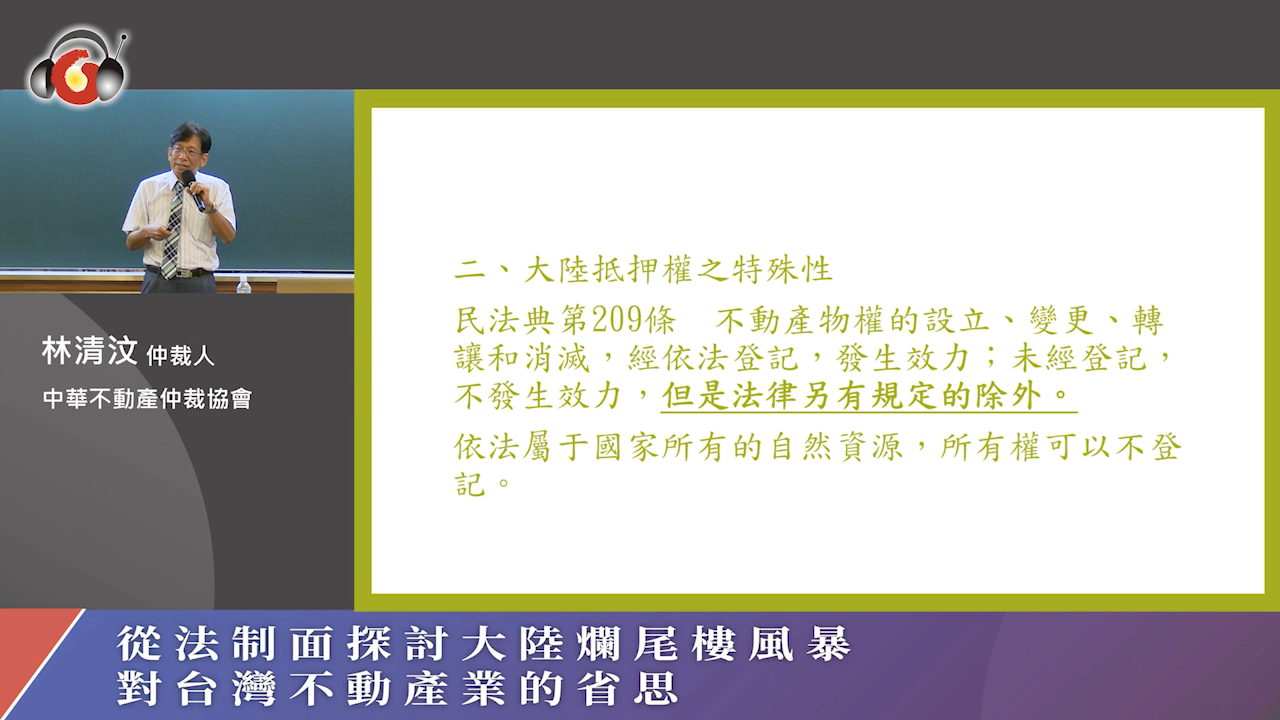 林清汶 仲裁人
中華不動產仲裁協會
二、大陸抵押權之特殊性
民法典第209條　不動產物權的設立、變更、轉
讓和消滅，經依法登記，發生效力；未經登記，
不發生效力，但是法律另有規定的除外。
依法屬于國家所有的自然資源，所有權可以不登
記。
從法制面探討大陸爛尾樓風暴
對台灣不動產業的省思